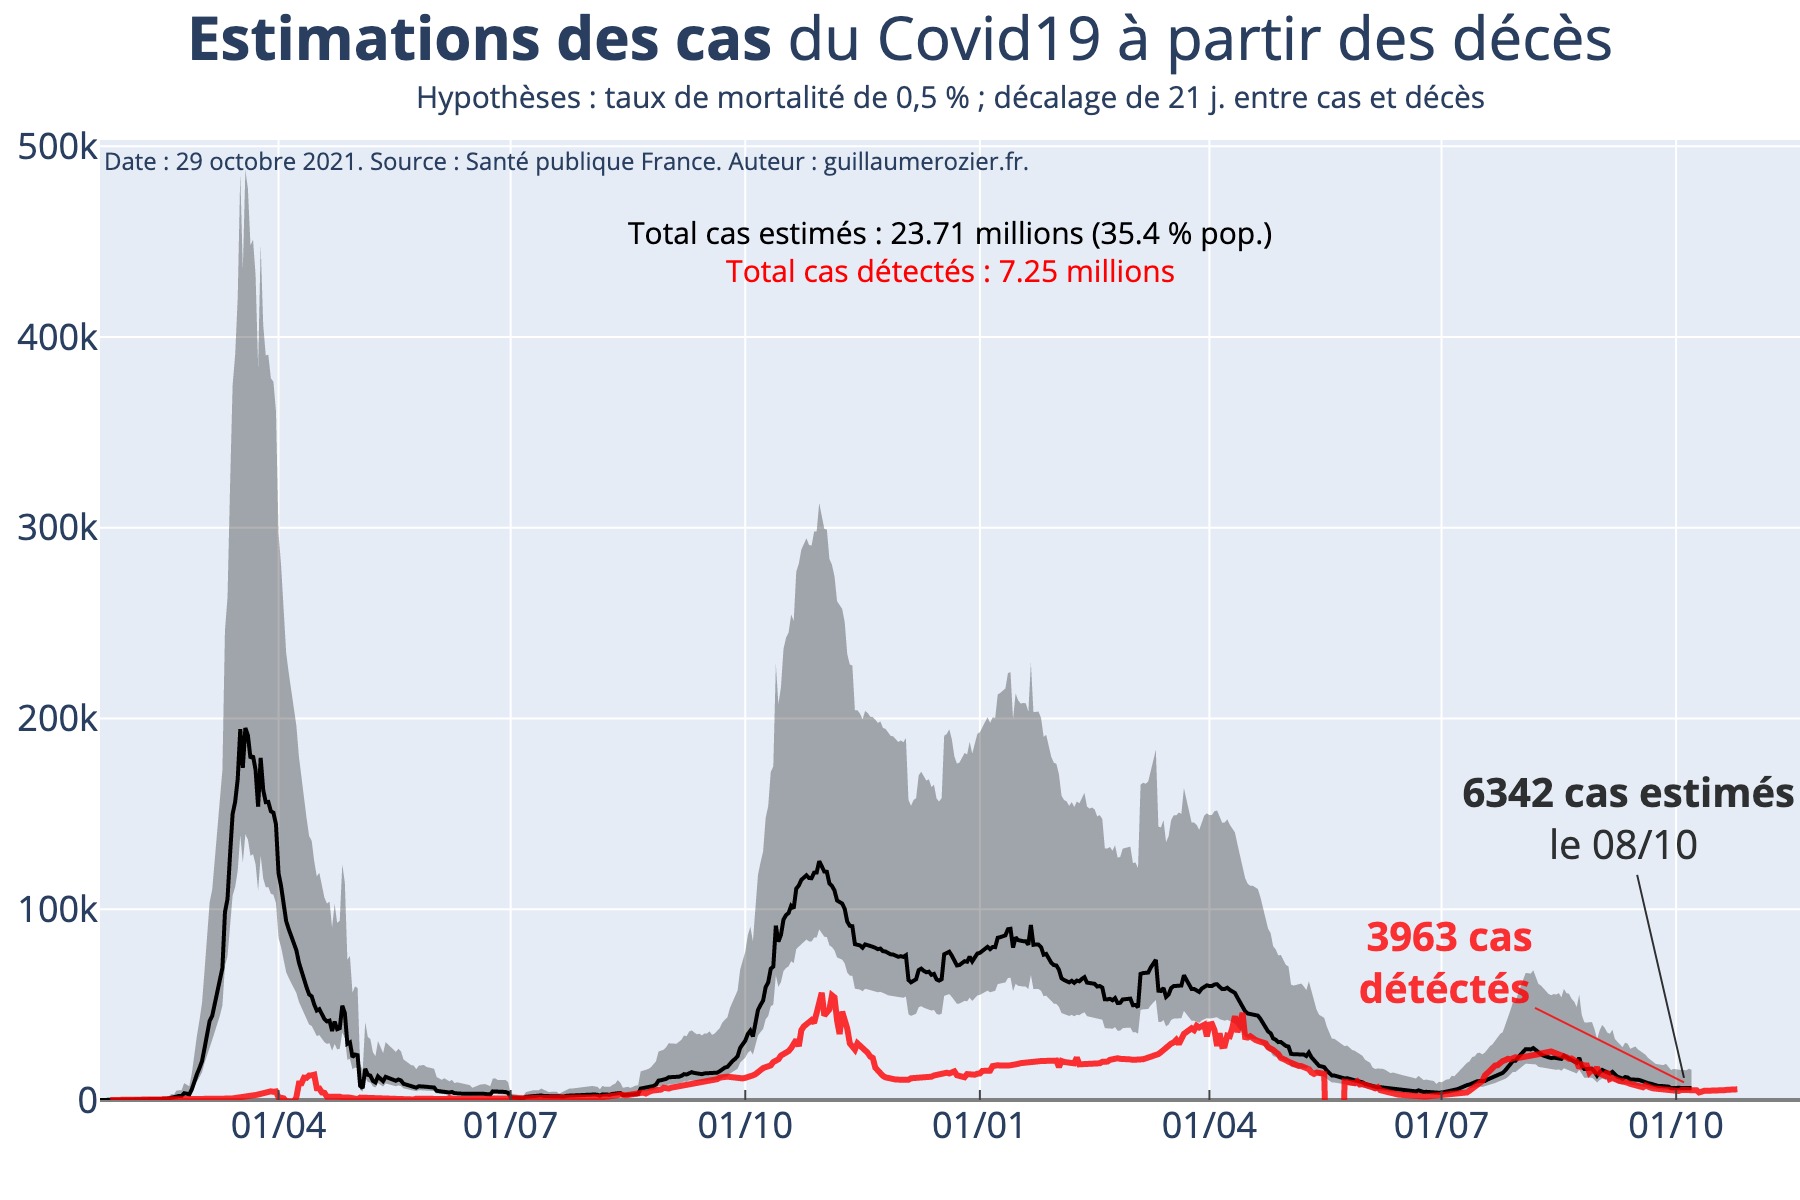 Estimations des cas du Covid19 à partir des décès
Hypothèses : taux de mortalité de 0,5 % ; décalage de 21 j. entre cas et décès
500k
Date : 29 octobre 2021. Source : Santé publique France. Auteur : guillaumerozier.fr.
Total cas estimés : 23.71 millions (35.4 % pop.)
Total cas détectés : 7.25 millions
400k
300k
200k
100k
0
6342 cas estimés
le 08/10
3963 cas
détéctés
01/04
01/07
01/10
01/01
01/04
01/07
01/10